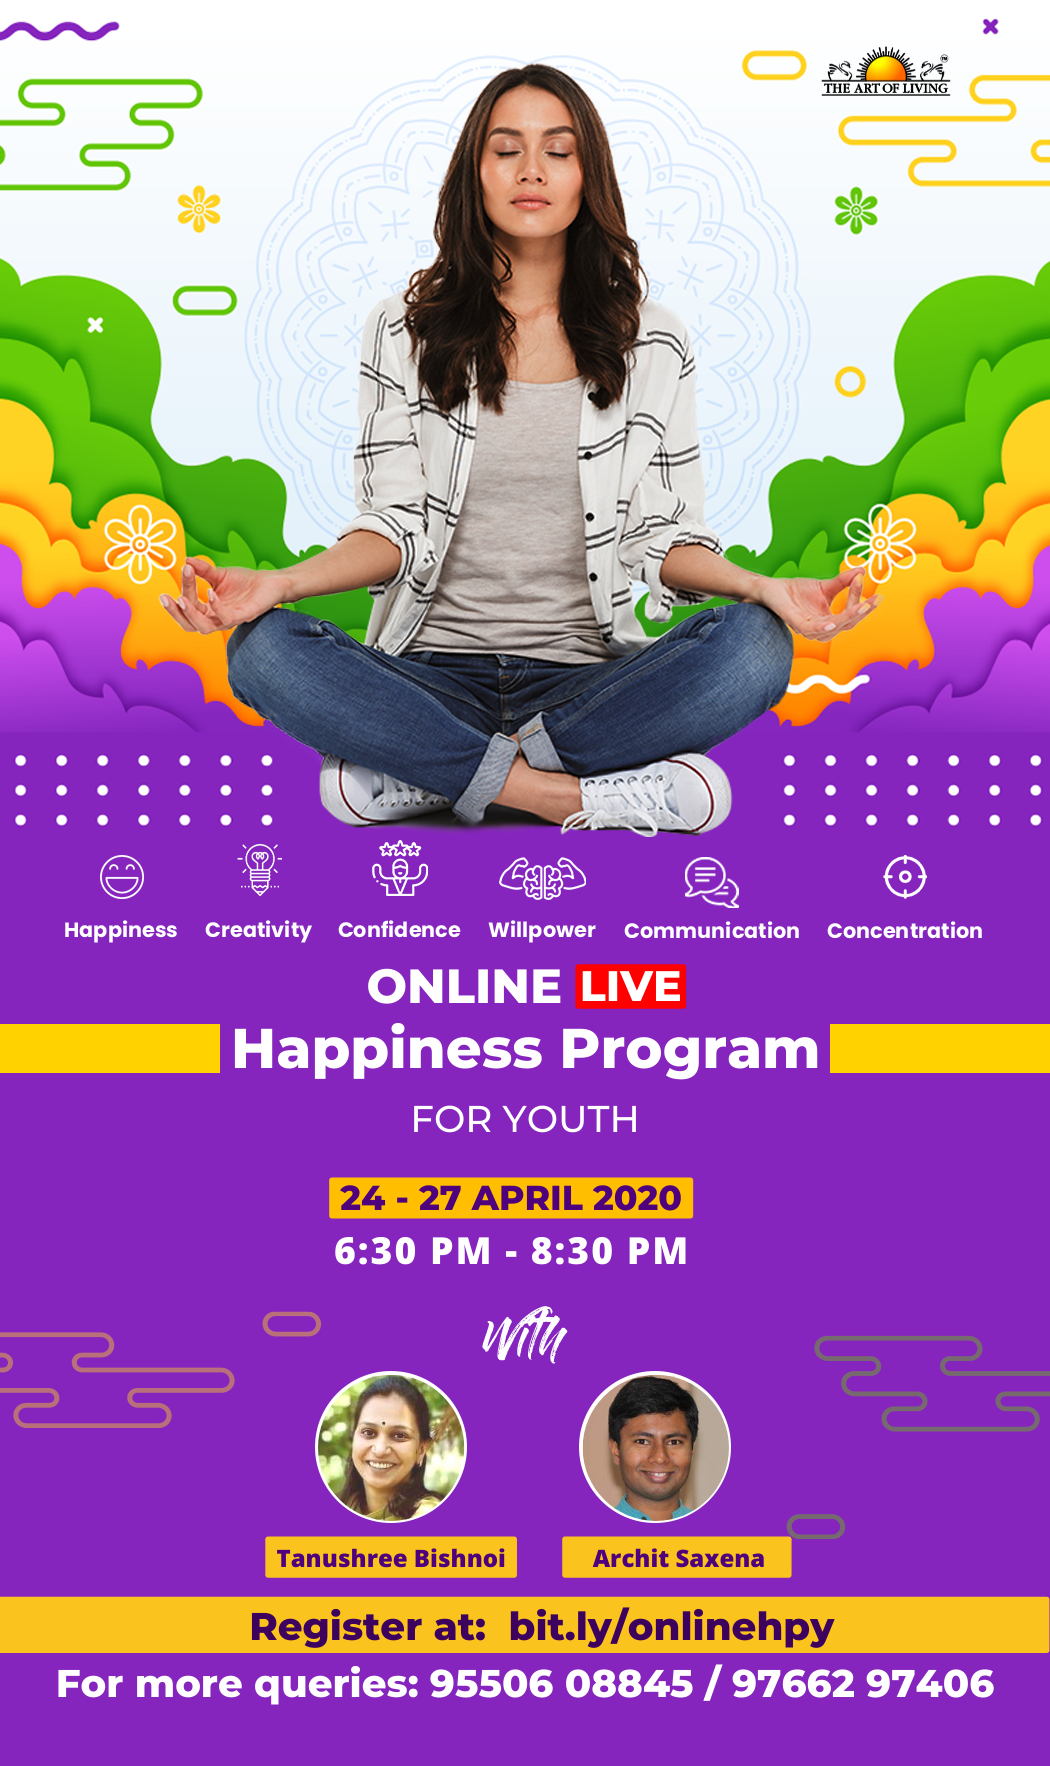 THE ART OF LIVING
TM
Happiness Creativity Confidence Willpower Communication Concentration
ONLINE LIVE
Happiness Program
FOR YOUTH
24 - 27 APRIL 2020
6:30 PM - 8:30 PM
with
Tanushree Bishnoi Archit Saxena
Register at: bit.ly/onlinehpy
For more queries: 95506 08845 / 97662 97406